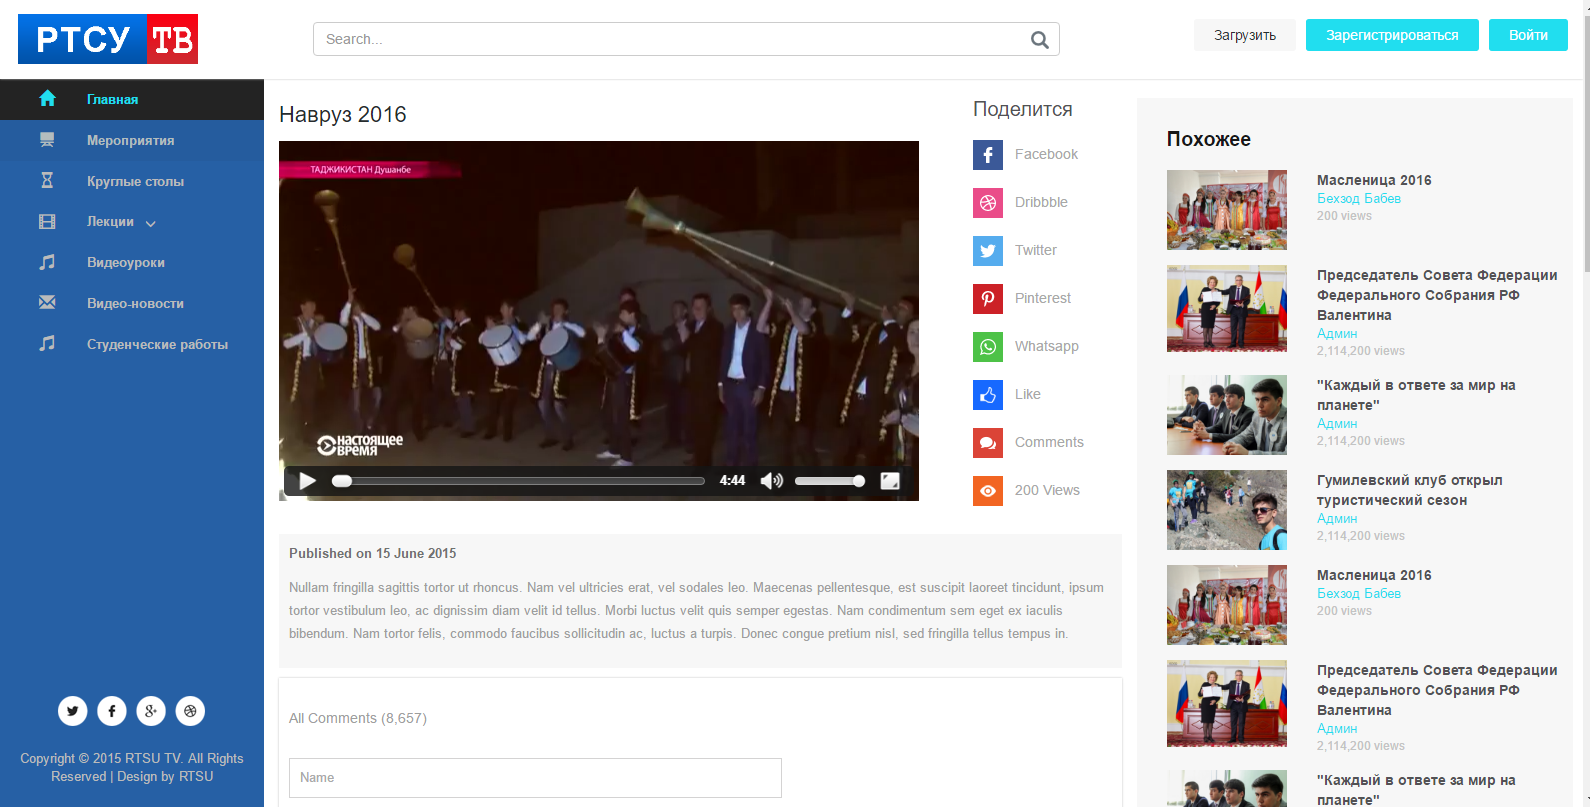 РТСУ ТВ
Search...
Загрузить
Зарегистрироваться
Войти
Главная
Мероприятия
Круглые столы
Лекции
Видеоуроки
Видео-новости
Студенческие работы
Copyright © 2015 RTSU TV. All Rights
Reserved | Design by RTSU
Навруз 2016
ТАДЖИКИСТАН Душанбе
НАСТОЯЩЕЕ
ВРЕМЯ
4:44
Поделится
Facebook
Dribbble
Twitter
Pinterest
Whatsapp
Like
Comments
200 Views
Published on 15 June 2015
Nullam fringilla sagittis tortor ut rhoncus. Nam vel ultricies erat, vel sodales leo. Maecenas pellentesque, est suscipit laoreet tincidunt, ipsum
tortor vestibulum leo, ac dignissim diam velit id tellus. Morbi luctus velit quis semper egestas. Nam condimentum sem eget ex iaculis
bibendum. Nam tortor felis, commodo faucibus sollicitudin ac, luctus a turpis. Donec congue pretium nisl, sed fringilla tellus tempus in.
All Comments (8,657)
Name
Похожее
Масленица 2016
Бехзод Бабев
200 views
Председатель Совета Федерации
Федерального Собрания РФ
Валентина
Админ
2,114,200 views
"Каждый в ответе за мир на
планете"
Админ
2,114,200 views
Гумилевский клуб открыл
туристический сезон
Админ
2,114,200 views
Масленица 2016
Бехзод Бабев
200 views
Председатель Совета Федерации
Федерального Собрания РФ
Валентина
Админ
2,114,200 views
"Каждый в ответе за мир на
планете"